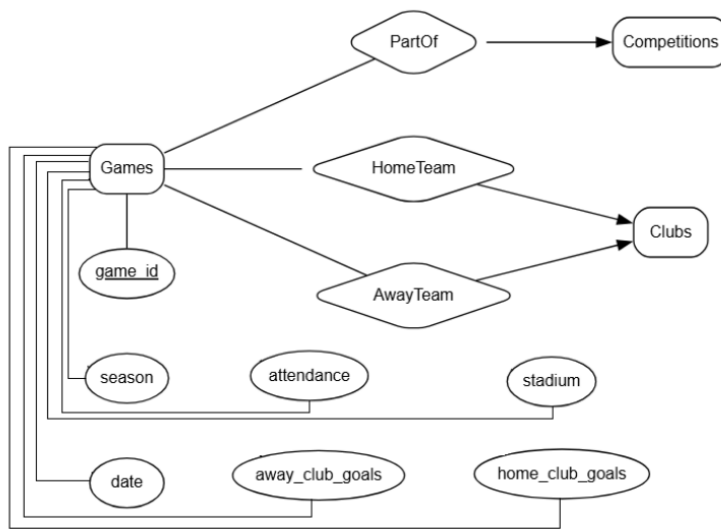 PartOf
Competitions
Games
HomeTeam
Clubs
game_id
AwayTeam
season
attendance
stadium
date
away_club_goals
home_club_goals